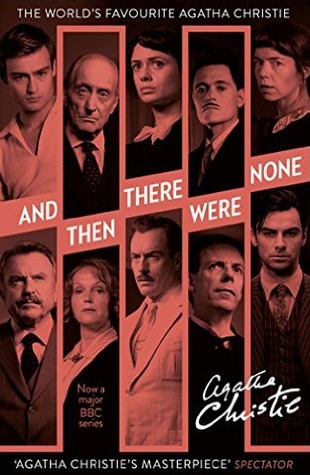 THE WORLD'S FAVOURITE AGATHA CHRISTIE
AND THEN THERE WERE NONE
Now a
major
BBC
series
Agatha
Christie
'AGATHA CHRISTIE'S MASTERPIECE' SPECTATOR